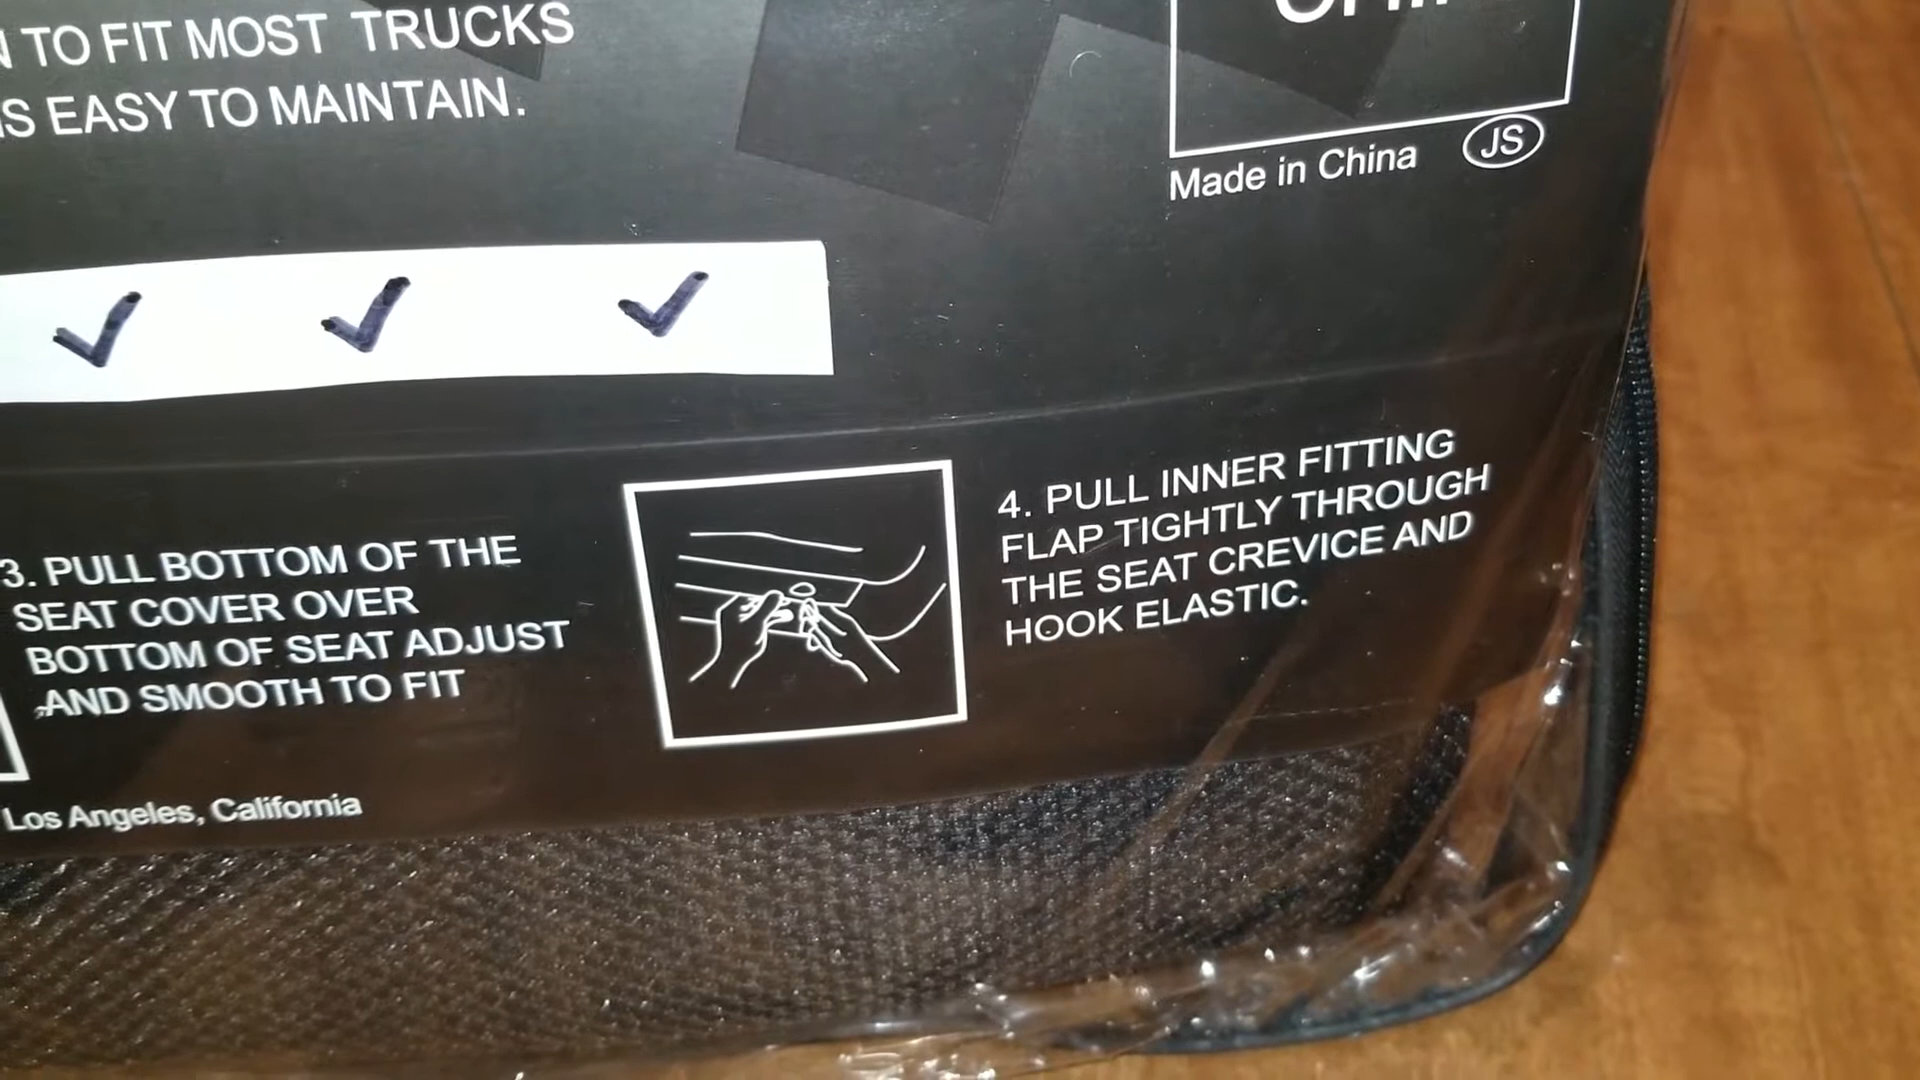 TO FIT MOST TRUCKS
IS EASY TO MAINTAIN.
Made in China
JS
3. PULL BOTTOM OF THE
SEAT COVER OVER
BOTTOM OF SEAT ADJUST
AND SMOOTH TO FIT
4. PULL INNER FITTING
FLAP TIGHTLY THROUGH
THE SEAT CREVICE AND
HOOK ELASTIC.
Los Angeles, California